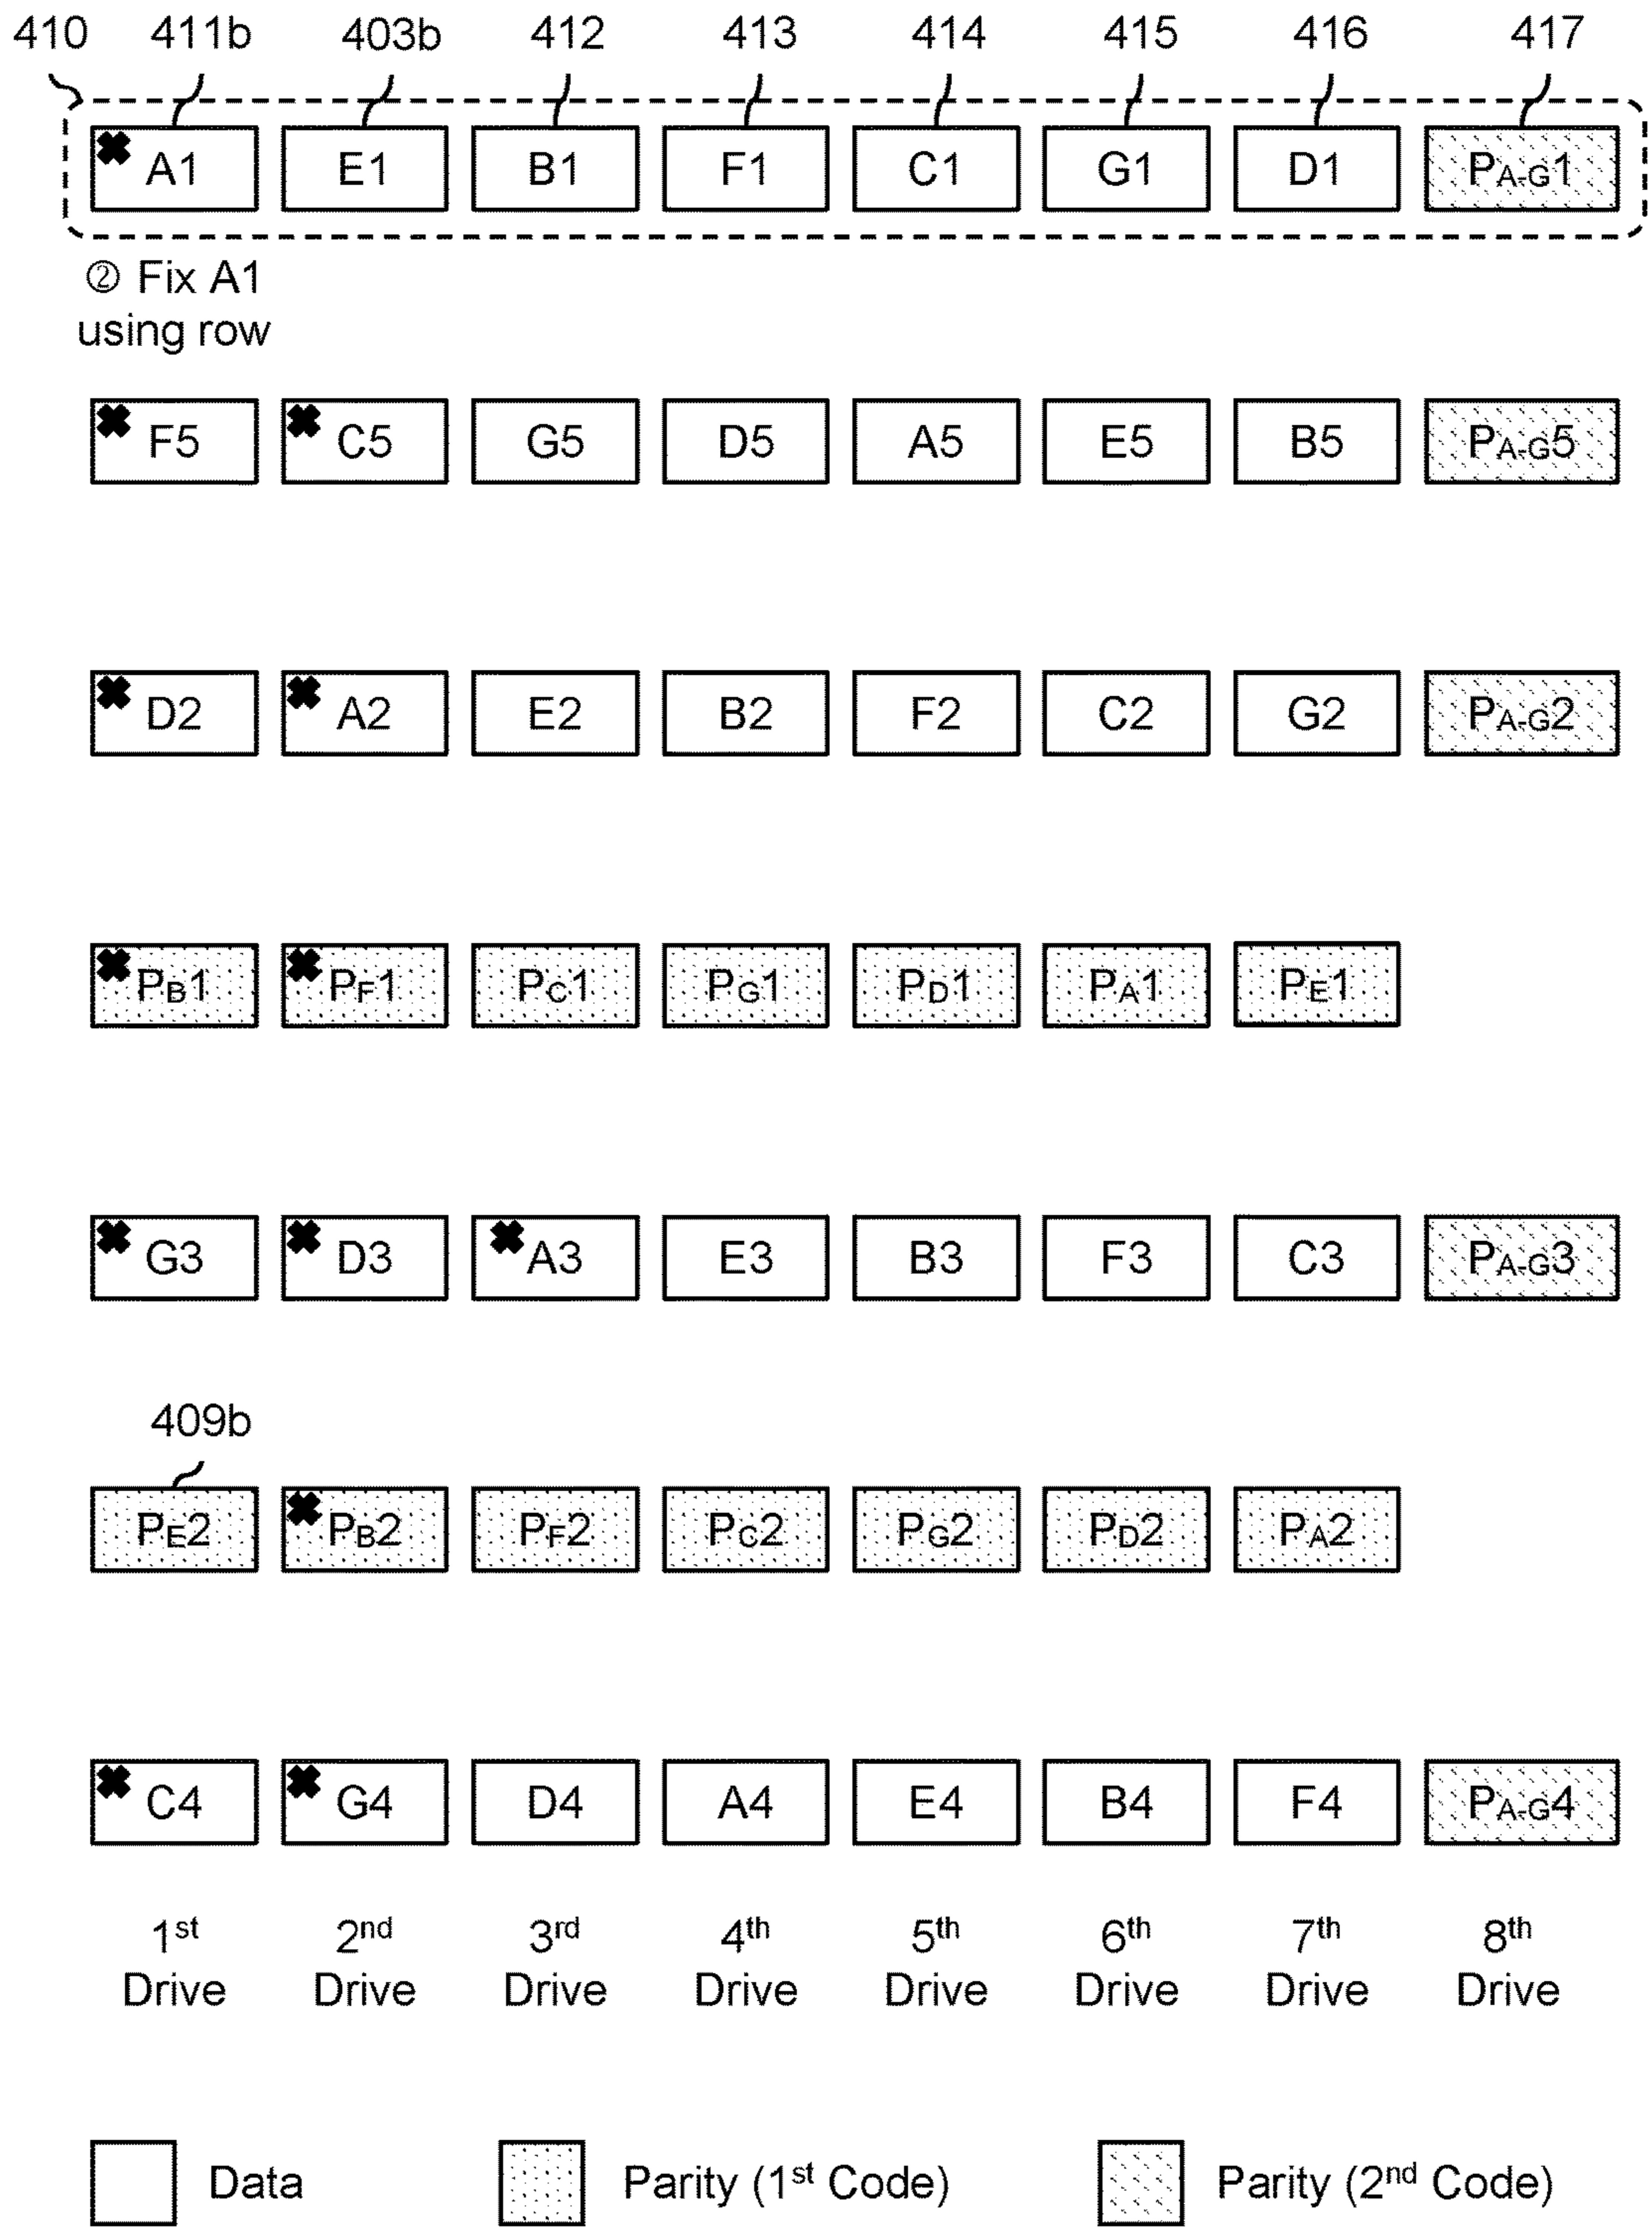 410 411b 403b 412 413 414 415 416 417
A1 E1 B1 F1 C1 G1 D1 PA-G1
② Fix A1
using row
F5 C5 G5 D5 A5 E5 B5 PA-G5
D2 A2 E2 B2 F2 C2 G2 PA-G2
PB1 PF1 PC1 PG1 PD1 PA1 PE1
G3 D3 A3 E3 B3 F3 C3 PA-G3
409b
PE2 PB2 PF2 PC2 PG2 PD2 PA2
C4 G4 D4 A4 E4 B4 F4 PA-G4
1st 2nd 3rd 4th 5th 6th 7th 8th
Drive Drive Drive Drive Drive Drive Drive Drive
Data Parity (1st Code) Parity (2nd Code)